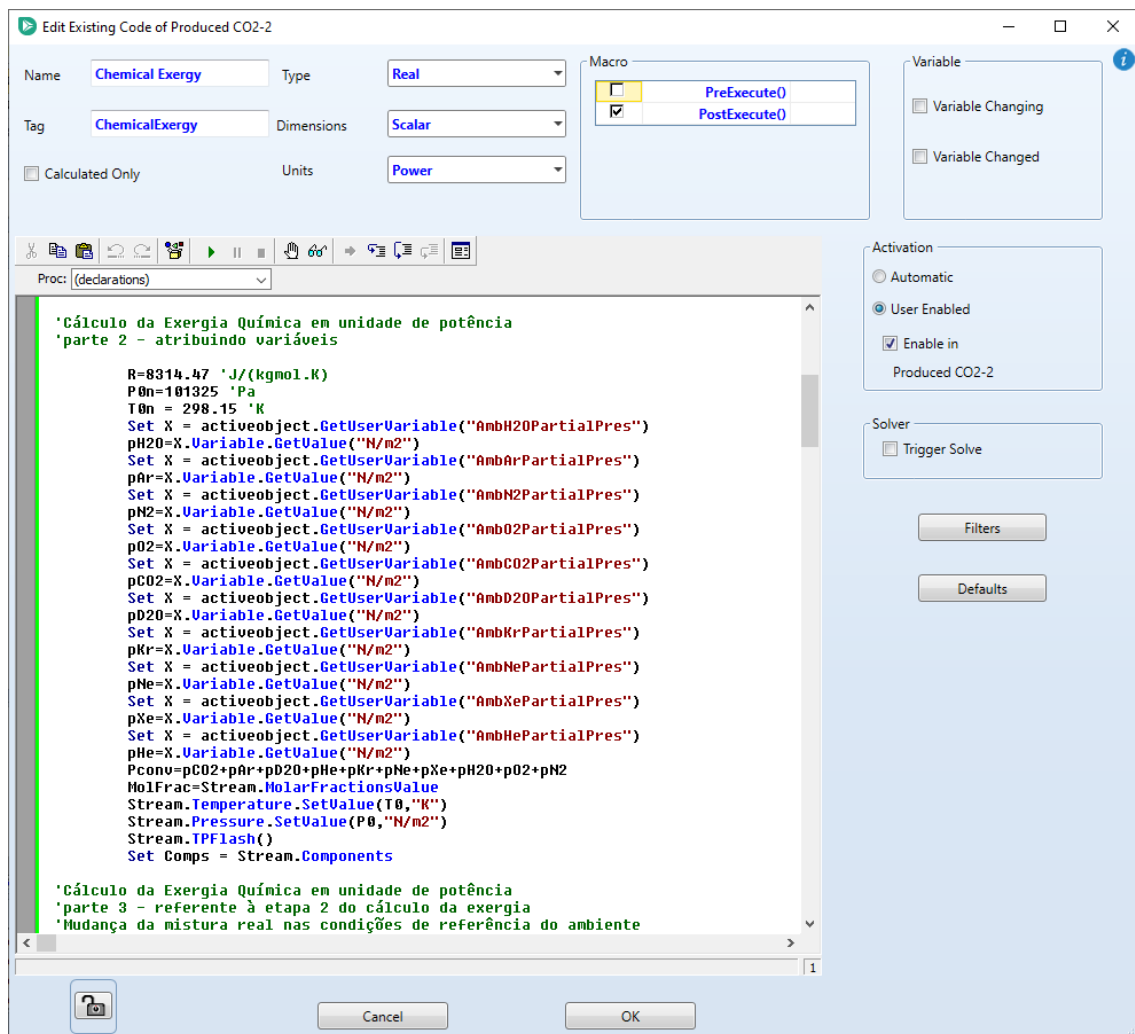 Edit Existing Code of Produced CO2-2
Name Chemical Exergy Type Real
Tag ChemicalExergy Dimensions Scalar
Calculated Only Units Power
Macro
PreExecute()
PostExecute()
Variable
Variable Changing
Variable Changed
Proc: (declarations)
'Cálculo da Exergia Química em unidade de potência
'parte 2 - atribuindo variáveis
R=8314.47 'J/(kgmol.K)
P0n=101325 'Pa
T0n = 298.15 'K
Set X = activeobject.GetUserVariable("AmbH2OPartialPres")
pH2O=X.Variable.GetValue("N/m2")
Set X = activeobject.GetUserVariable("AmbArPartialPres")
pAr=X.Variable.GetValue("N/m2")
Set X = activeobject.GetUserVariable("AmbN2PartialPres")
pN2=X.Variable.GetValue("N/m2")
Set X = activeobject.GetUserVariable("AmbO2PartialPres")
pO2=X.Variable.GetValue("N/m2")
Set X = activeobject.GetUserVariable("AmbCO2PartialPres")
pCO2=X.Variable.GetValue("N/m2")
Set X = activeobject.GetUserVariable("AmbD2OPartialPres")
pD2O=X.Variable.GetValue("N/m2")
Set X = activeobject.GetUserVariable("AmbKrPartialPres")
pKr=X.Variable.GetValue("N/m2")
Set X = activeobject.GetUserVariable("AmbNePartialPres")
pNe=X.Variable.GetValue("N/m2")
Set X = activeobject.GetUserVariable("AmbXePartialPres")
pXe=X.Variable.GetValue("N/m2")
Set X = activeobject.GetUserVariable("AmbHePartialPres")
pHe=X.Variable.GetValue("N/m2")
Pconv=pCO2+pAr+pD2O+pHe+pKr+pNe+pXe+pH2O+pO2+pN2
MolFrac=Stream.MolarFractionsValue
Stream.Temperature.SetValue(T0,"K")
Stream.Pressure.SetValue(P0,"N/m2")
Stream.TPFlash()
Set Comps = Stream.Components
'Cálculo da Exergia Química em unidade de potência
'parte 3 - referente à etapa 2 do cálculo da exergia
'Mudança da mistura real nas condições de referência do ambiente
1
Activation
Automatic
User Enabled
Enable in
Produced CO2-2
Solver
Trigger Solve
Filters
Defaults
Cancel
OK